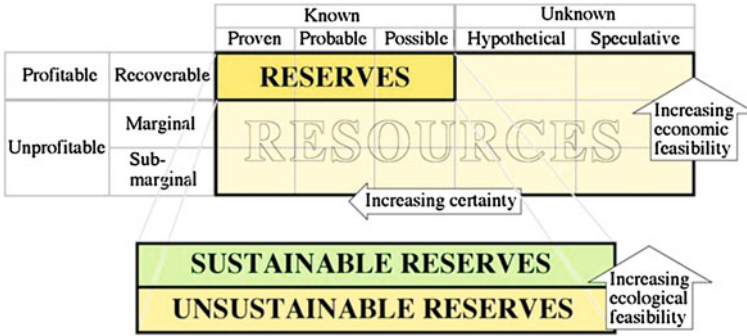 Known Unknown
Proven Probable Possible Hypothetical Speculative
Profitable Recoverable RESERVES
Unprofitable
Marginal
Sub-
marginal
RESOURCES
Increasing
economic
feasibility
Increasing certainty
SUSTAINABLE RESERVES
UNSUSTAINABLE RESERVES
Increasing
ecological
feasibility